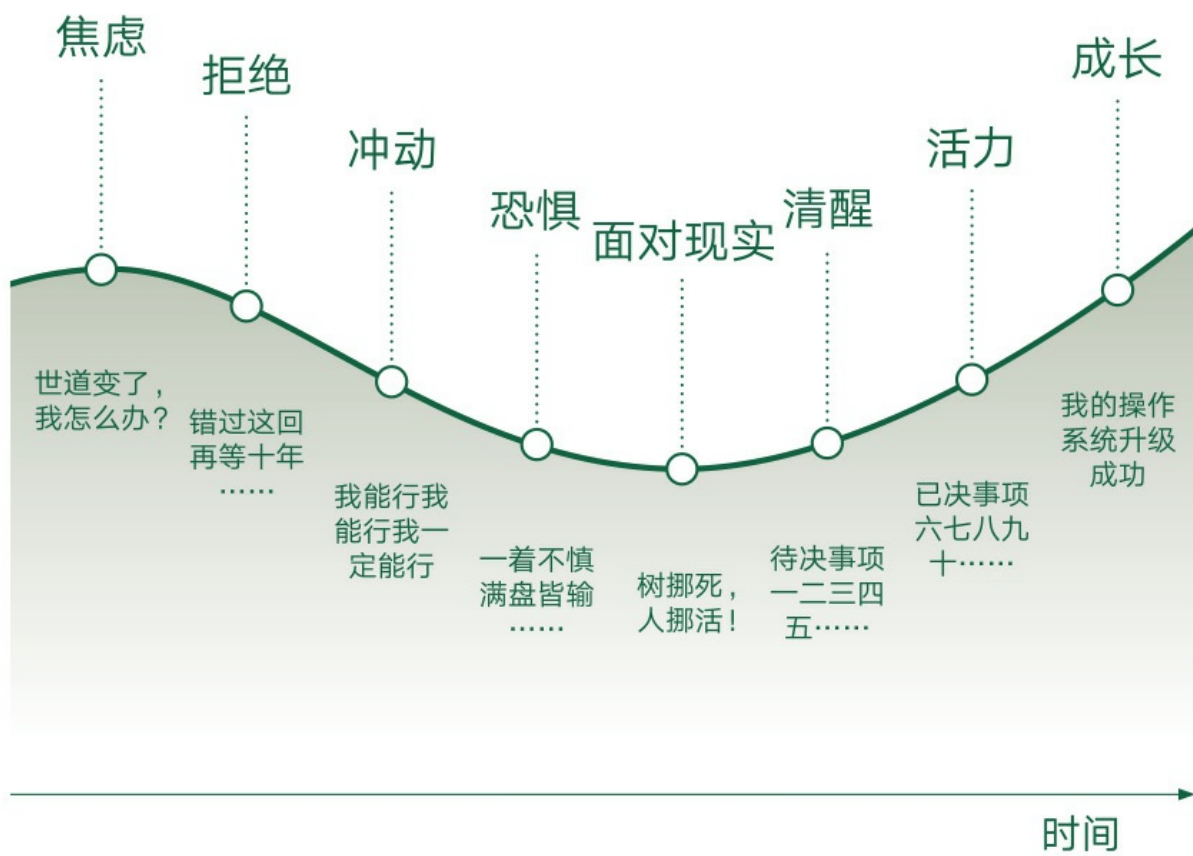 焦虑
拒绝
冲动
恐惧
面对现实
清醒
活力
成长
世道变了，
我怎么办？
错过这回
再等十年
……
我能行我
能行我一
定能行
一着不慎
满盘皆输
……
树挪死，
人挪活！
待决事项
一二三四
五……
已决事项
六七八九
十……
我的操作
系统升级
成功
时间